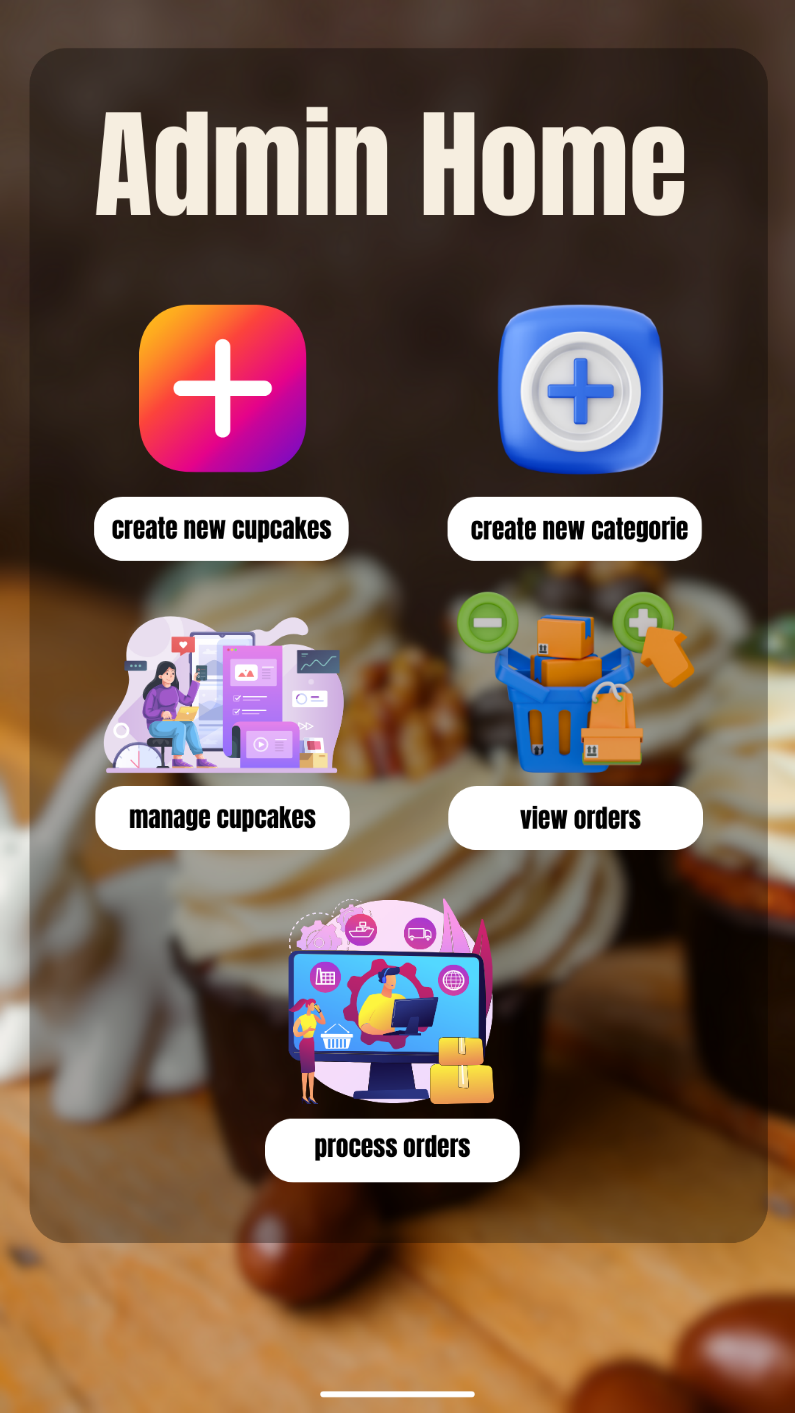 Admin Home
create new cupcakes
create new categorie
manage cupcakes
view orders
process orders